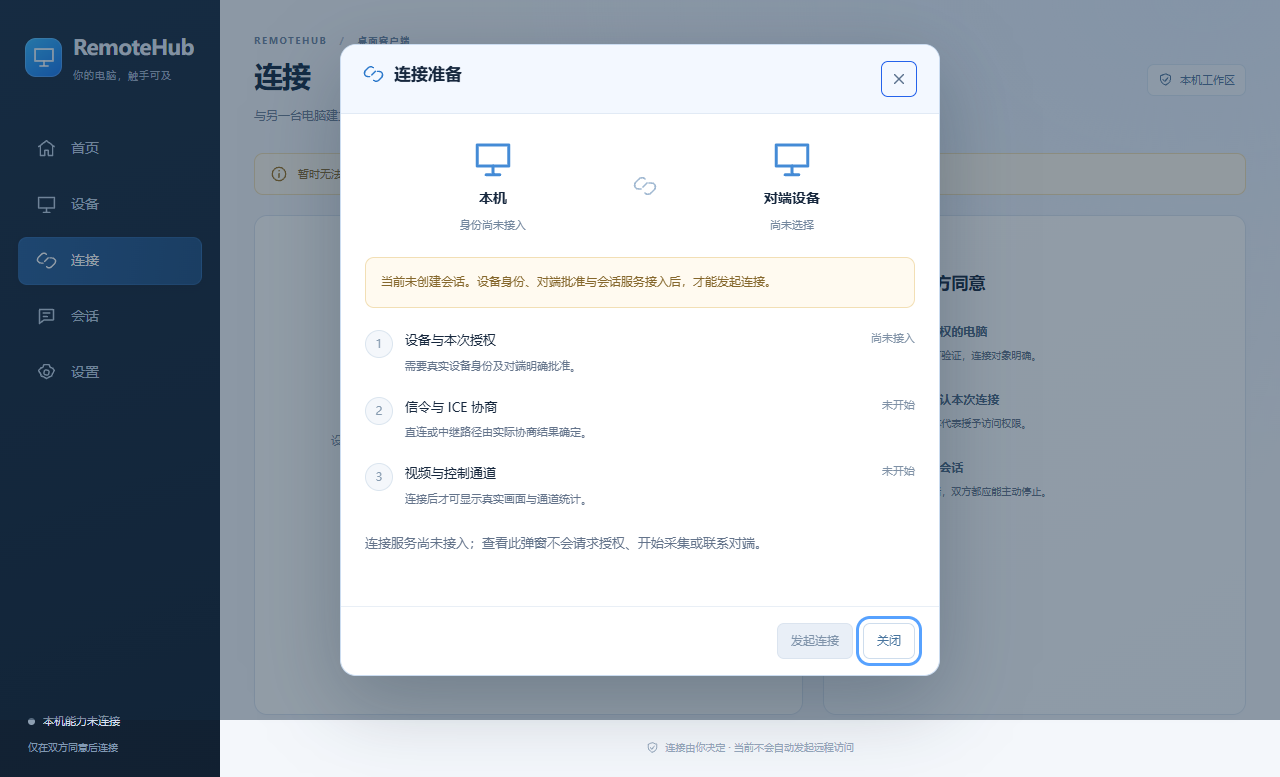 RemoteHub
你的电脑，触手可及
首页
设备
连接
会话
设置
本机能力未连接
仅在双方同意后连接
REMOTEHUB / 桌面客户端
连接
与另一台电脑建
本机工作区
暂时无法
设
方同意
权的电脑
验证，连接对象明确。
认本次连接
代表授予访问权限。
会话
，双方都应能主动停止。
连接准备
本机
身份尚未接入
对端设备
尚未选择
当前未创建会话。设备身份、对端批准与会话服务接入后，才能发起连接。
1 设备与本次授权 尚未接入
需要真实设备身份及对端明确批准。
2 信令与 ICE 协商 未开始
直连或中继路径由实际协商结果确定。
3 视频与控制通道 未开始
连接后才可显示真实画面与通道统计。
连接服务尚未接入；查看此弹窗不会请求授权、开始采集或联系对端。
发起连接 关闭
连接由你决定 · 当前不会自动发起远程访问